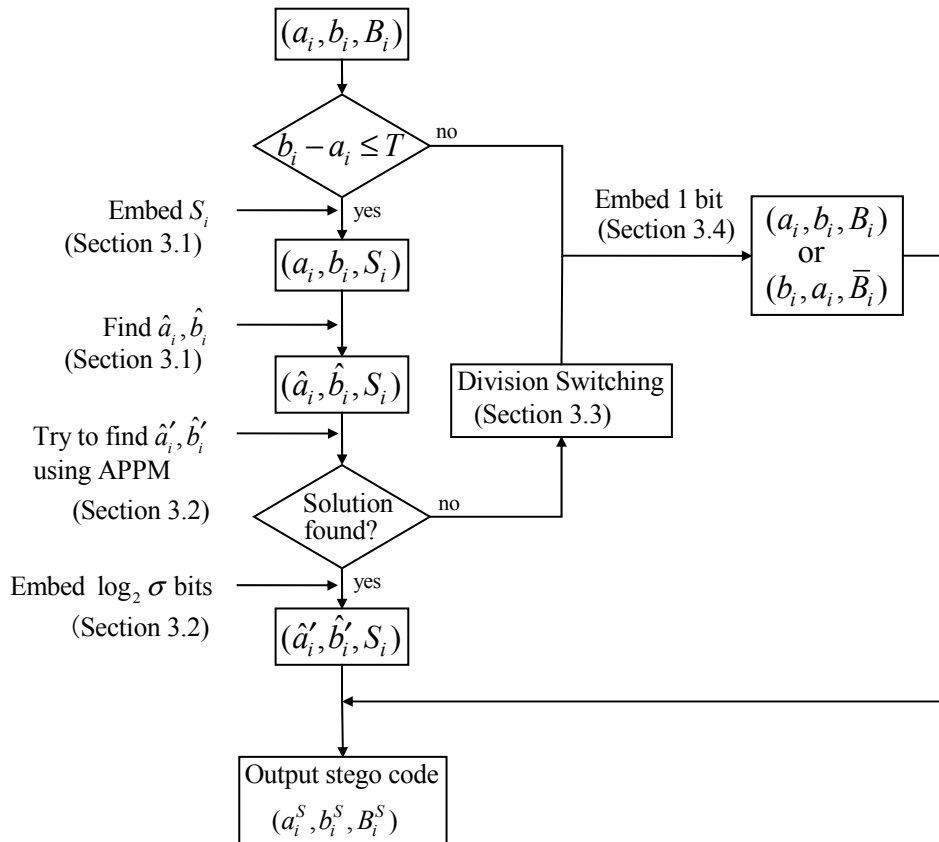 (a_i, b_i, B_i)
b_i − a_i ≤ T
no
yes
Embed S_i
(Section 3.1)
(a_i, b_i, S_i)
Find â_i, b̂_i
(Section 3.1)
(â_i, b̂_i, S_i)
Try to find â′_i, b̂′_i
using APPM
(Section 3.2)
Solution
found?
no
yes
Embed log_2 σ bits
(Section 3.2)
(â′_i, b̂′_i, S_i)
Division Switching
(Section 3.3)
Embed 1 bit
(Section 3.4)
(a_i, b_i, B_i)
or
(b_i, a_i, B̅_i)
Output stego code
(a_i^S, b_i^S, B_i^S)